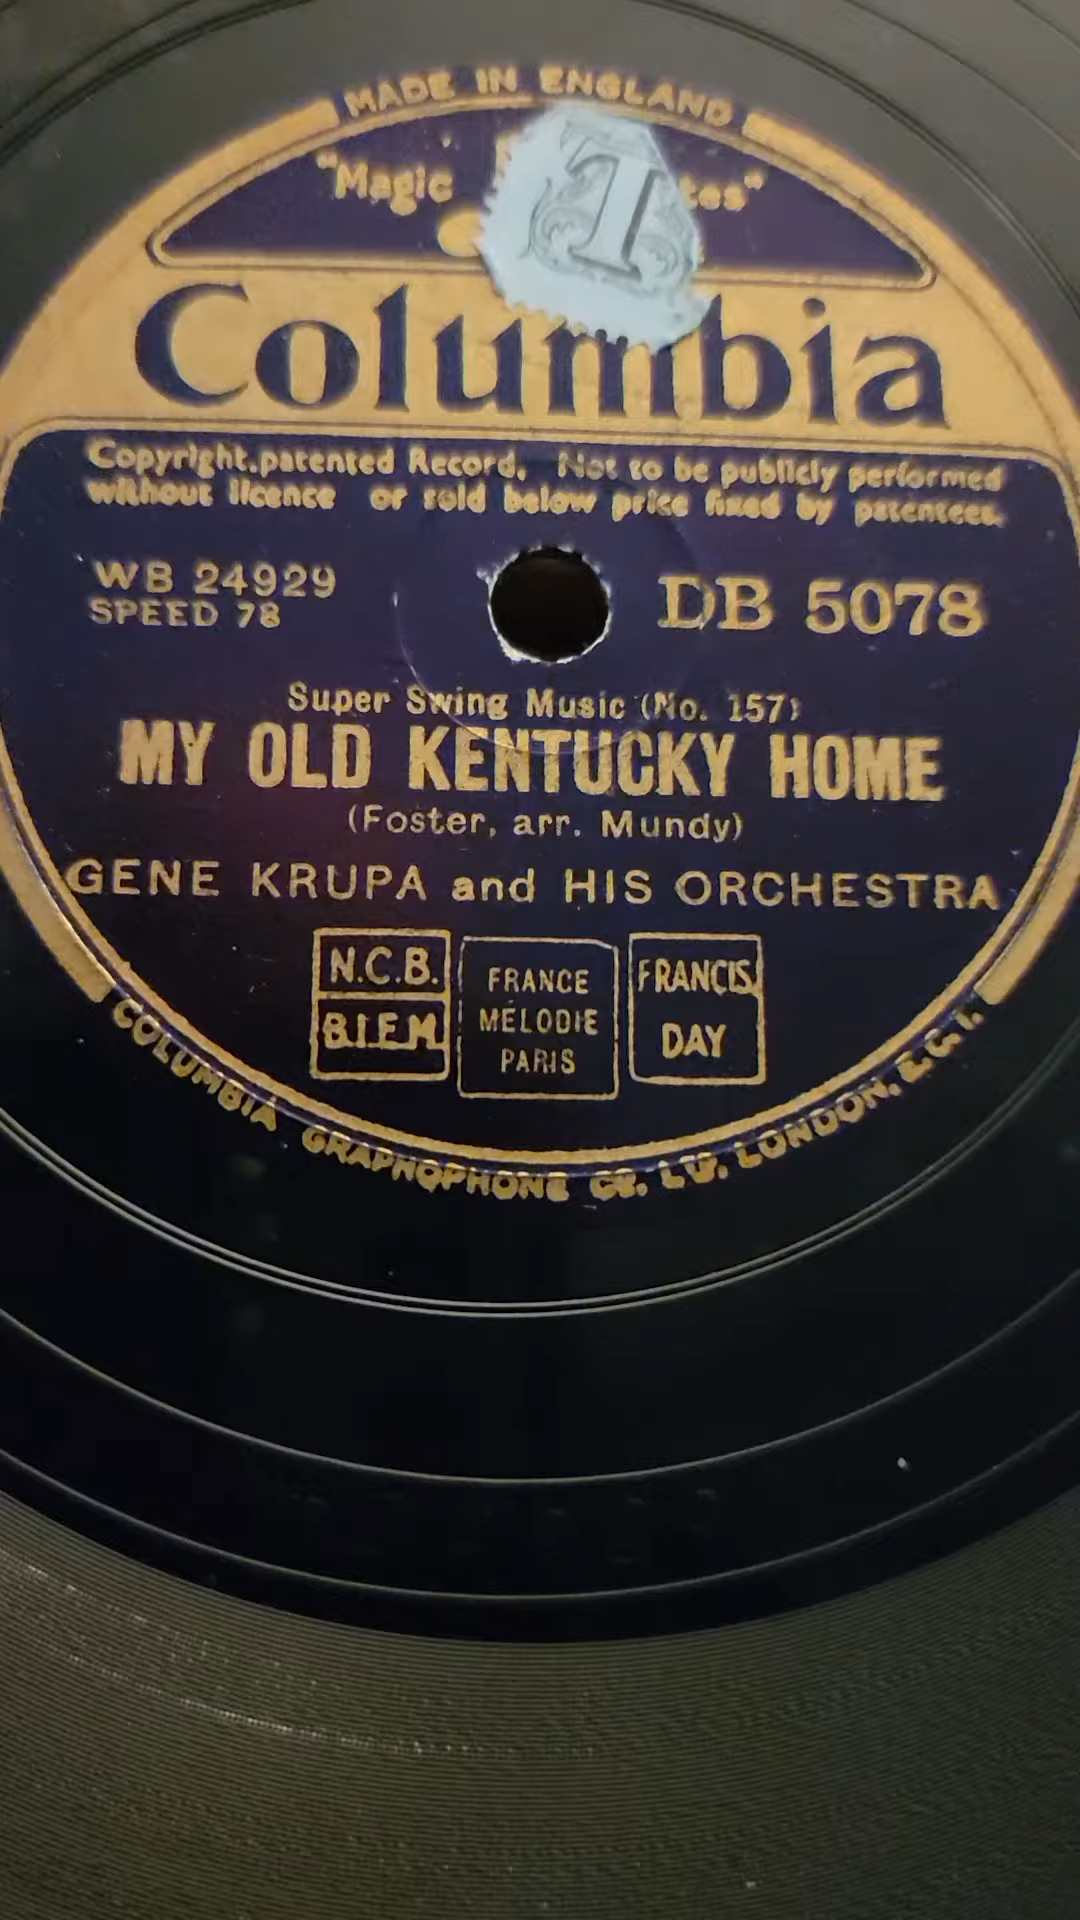 MADE IN ENGLAND
"Magic tes"
T
Columbia
Copyright.patented Record. Not to be publicly performed
without licence or sold below price fixed by patentees.
WB 24929
SPEED 78
DB 5078
Super Swing Music (No. 157)
MY OLD KENTUCKY HOME
(Foster, arr. Mundy)
GENE KRUPA and HIS ORCHESTRA
N.C.B.
B.I.E.M.
FRANCE
MÉLODIE
PARIS
FRANCIS
DAY
COLUMBIA GRAPHOPHONE CO. LTD. LONDON. E.C.1.